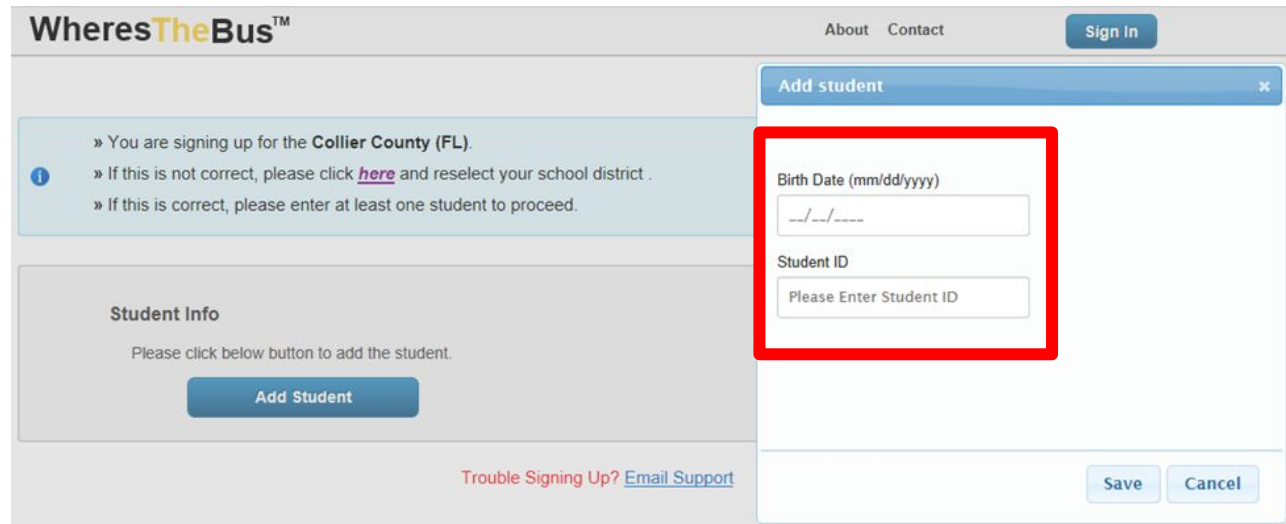 WheresTheBus™
About Contact Sign In
» You are signing up for the Collier County (FL).
» If this is not correct, please click here and reselect your school district .
» If this is correct, please enter at least one student to proceed.
Student Info
Please click below button to add the student.
Add Student
Trouble Signing Up? Email Support
Add student
Birth Date (mm/dd/yyyy)
__/__/____
Student ID
Please Enter Student ID
Save Cancel